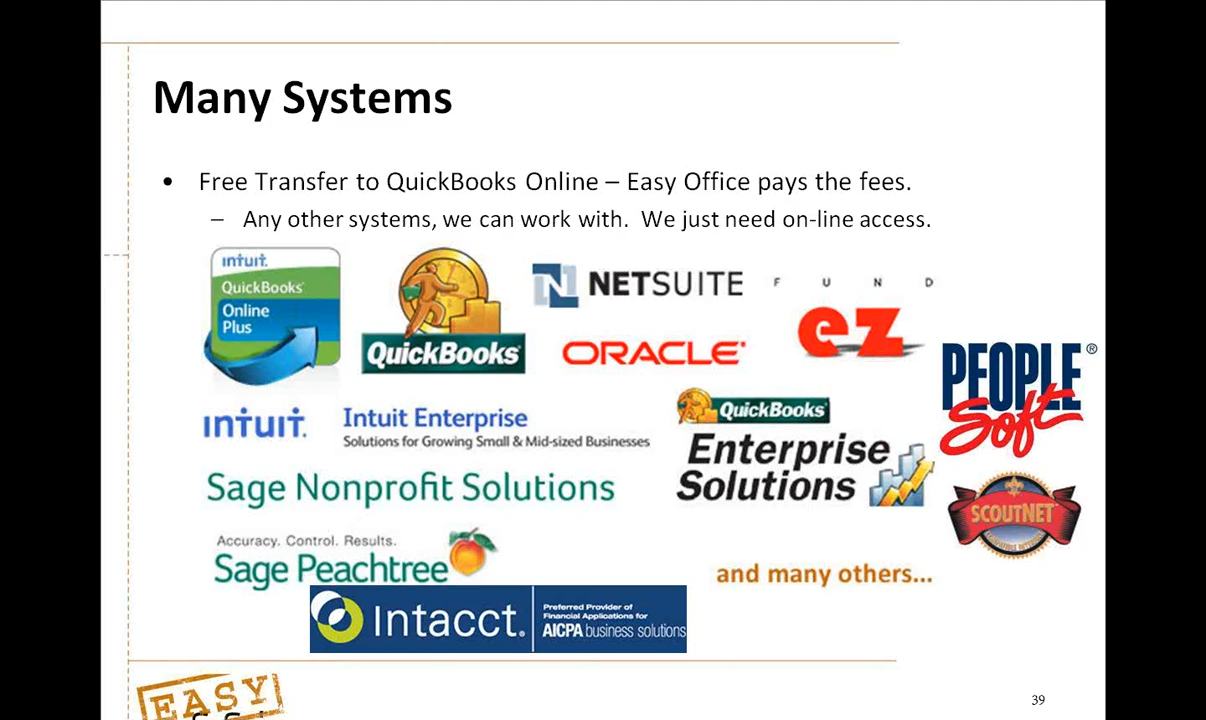 Many Systems
• Free Transfer to QuickBooks Online – Easy Office pays the fees.
– Any other systems, we can work with. We just need on-line access.
intuit.
QuickBooks
Online
Plus
QuickBooks
NETSUITE
ORACLE
F U N D
ez
PEOPLE
Soft
intuit.
Intuit Enterprise
Solutions for Growing Small & Mid-sized Businesses
QuickBooks
Enterprise
Solutions
Sage Nonprofit Solutions
SCOUTNET
Accuracy. Control. Results.
Sage Peachtree
and many others...
Intacct.
Preferred Provider of
Financial Applications for
AICPA business solutions
EASY
39